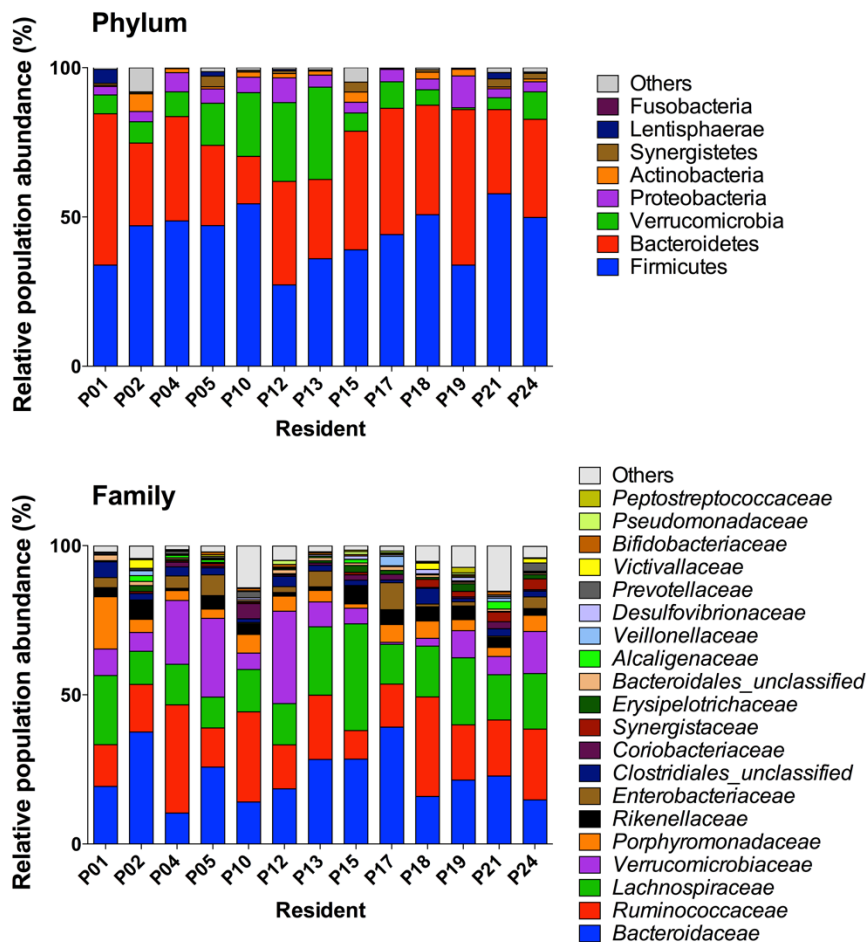 Phylum
Relative population abundance (%)
100
50
0
P01 P02 P04 P05 P10 P12 P13 P15 P17 P18 P19 P21 P24
Resident
Others
Fusobacteria
Lentisphaerae
Synergistetes
Actinobacteria
Proteobacteria
Verrucomicrobia
Bacteroidetes
Firmicutes
Family
Relative population abundance (%)
100
50
0
P01 P02 P04 P05 P10 P12 P13 P15 P17 P18 P19 P21 P24
Resident
Others
Peptostreptococcaceae
Pseudomonadaceae
Bifidobacteriaceae
Victivallaceae
Prevotellaceae
Desulfovibrionaceae
Veillonellaceae
Alcaligenaceae
Bacteroidales_unclassified
Erysipelotrichaceae
Synergistaceae
Coriobacteriaceae
Clostridiales_unclassified
Enterobacteriaceae
Rikenellaceae
Porphyromonadaceae
Verrucomicrobiaceae
Lachnospiraceae
Ruminococcaceae
Bacteroidaceae